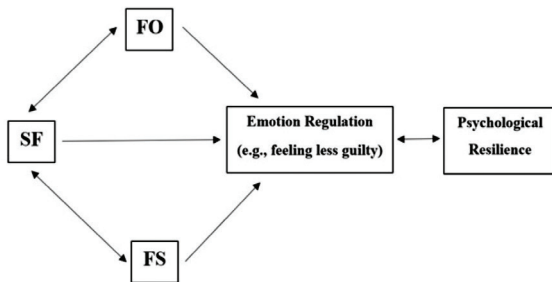 FO
SF
Emotion Regulation
(e.g., feeling less guilty)
Psychological
Resilience
FS